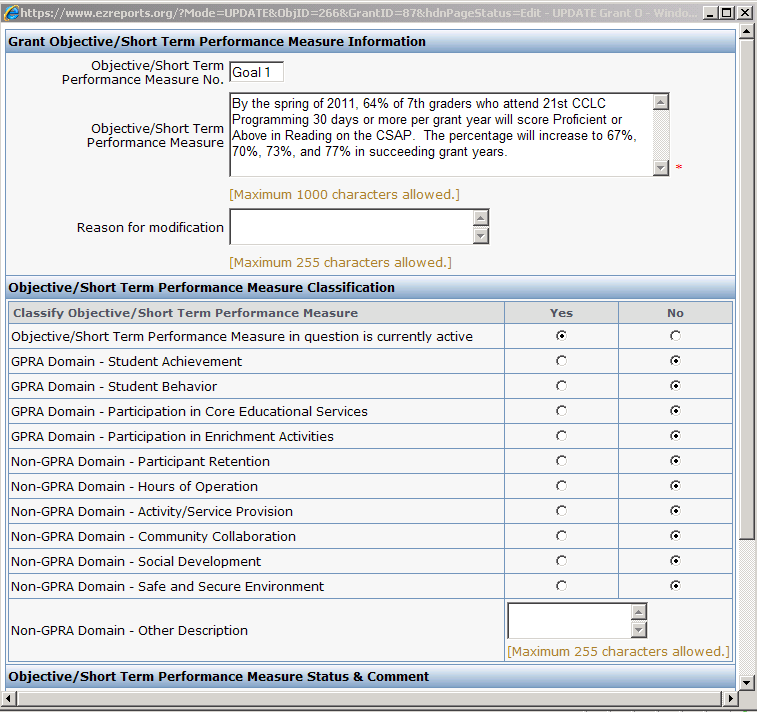 https://www.ezreports.org/?Mode=UPDATE&ObjID=266&GrantID=87&hdnPageStatus=Edit - UPDATE Grant O - Windo...
Grant Objective/Short Term Performance Measure Information
Objective/Short Term
Performance Measure No.
Goal 1
Objective/Short Term
Performance Measure
By the spring of 2011, 64% of 7th graders who attend 21st CCLC
Programming 30 days or more per grant year will score Proficient or
Above in Reading on the CSAP.  The percentage will increase to 67%,
70%, 73%, and 77% in succeeding grant years.
*
[Maximum 1000 characters allowed.]
Reason for modification
[Maximum 255 characters allowed.]
Objective/Short Term Performance Measure Classification
Classify Objective/Short Term Performance Measure Yes No
Objective/Short Term Performance Measure in question is currently active
GPRA Domain - Student Achievement
GPRA Domain - Student Behavior
GPRA Domain - Participation in Core Educational Services
GPRA Domain - Participation in Enrichment Activities
Non-GPRA Domain - Participant Retention
Non-GPRA Domain - Hours of Operation
Non-GPRA Domain - Activity/Service Provision
Non-GPRA Domain - Community Collaboration
Non-GPRA Domain - Social Development
Non-GPRA Domain - Safe and Secure Environment
Non-GPRA Domain - Other Description
[Maximum 255 characters allowed.]
Objective/Short Term Performance Measure Status & Comment